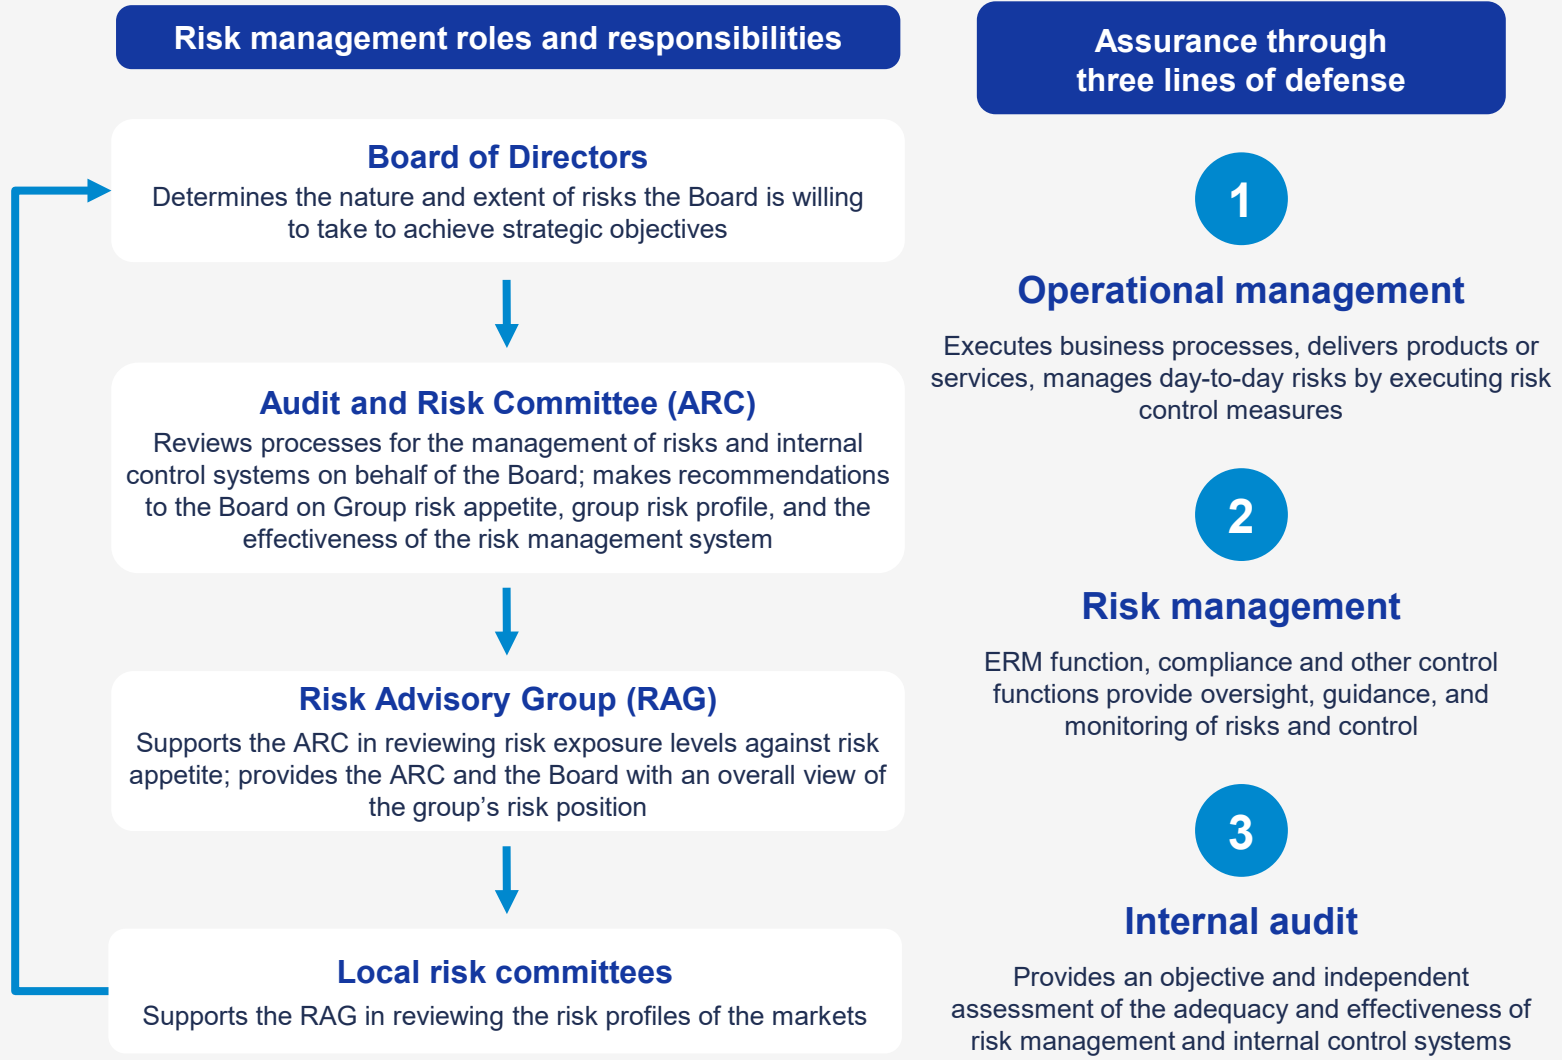 Risk management roles and responsibilities
Board of Directors
Determines the nature and extent of risks the Board is willing
to take to achieve strategic objectives
Audit and Risk Committee (ARC)
Reviews processes for the management of risks and internal
control systems on behalf of the Board; makes recommendations
to the Board on Group risk appetite, group risk profile, and the
effectiveness of the risk management system
Risk Advisory Group (RAG)
Supports the ARC in reviewing risk exposure levels against risk
appetite; provides the ARC and the Board with an overall view of
the group’s risk position
Local risk committees
Supports the RAG in reviewing the risk profiles of the markets
Assurance through
three lines of defense
1
Operational management
Executes business processes, delivers products or
services, manages day-to-day risks by executing risk
control measures
2
Risk management
ERM function, compliance and other control
functions provide oversight, guidance, and
monitoring of risks and control
3
Internal audit
Provides an objective and independent
assessment of the adequacy and effectiveness of
risk management and internal control systems